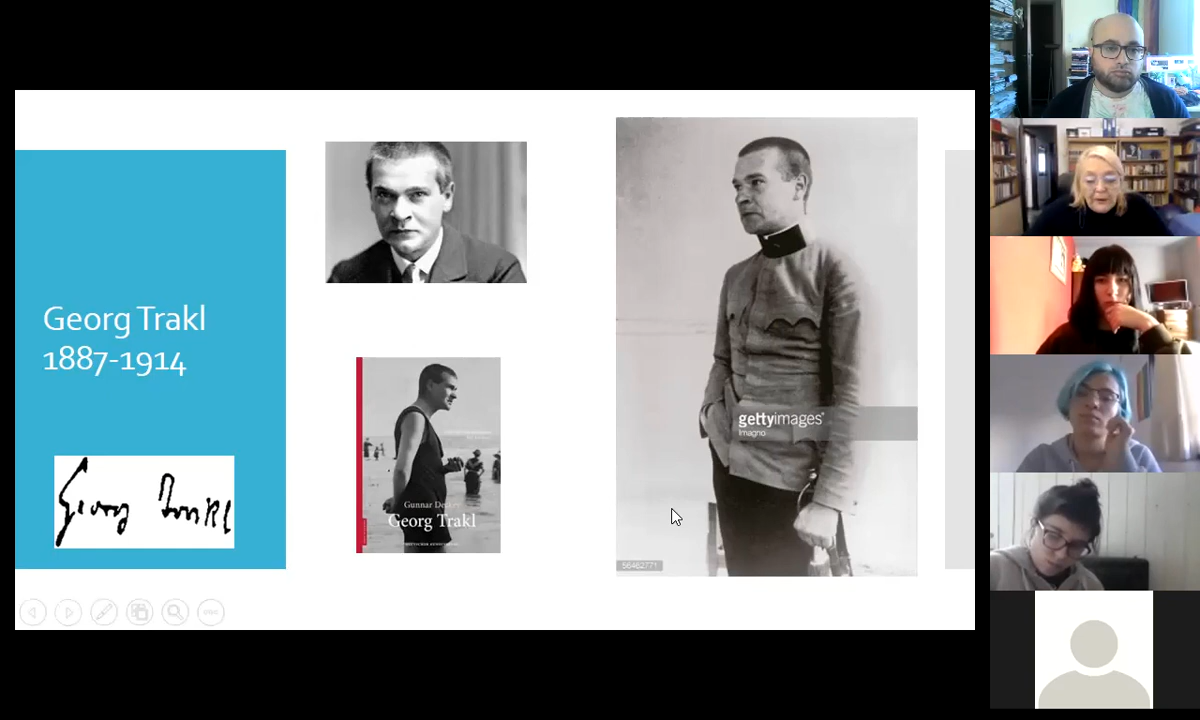 Georg Trakl
1887-1914
Georg Trakl
Gunnar Decker
Georg Trakl
gettyimages®
Imagno
56462771